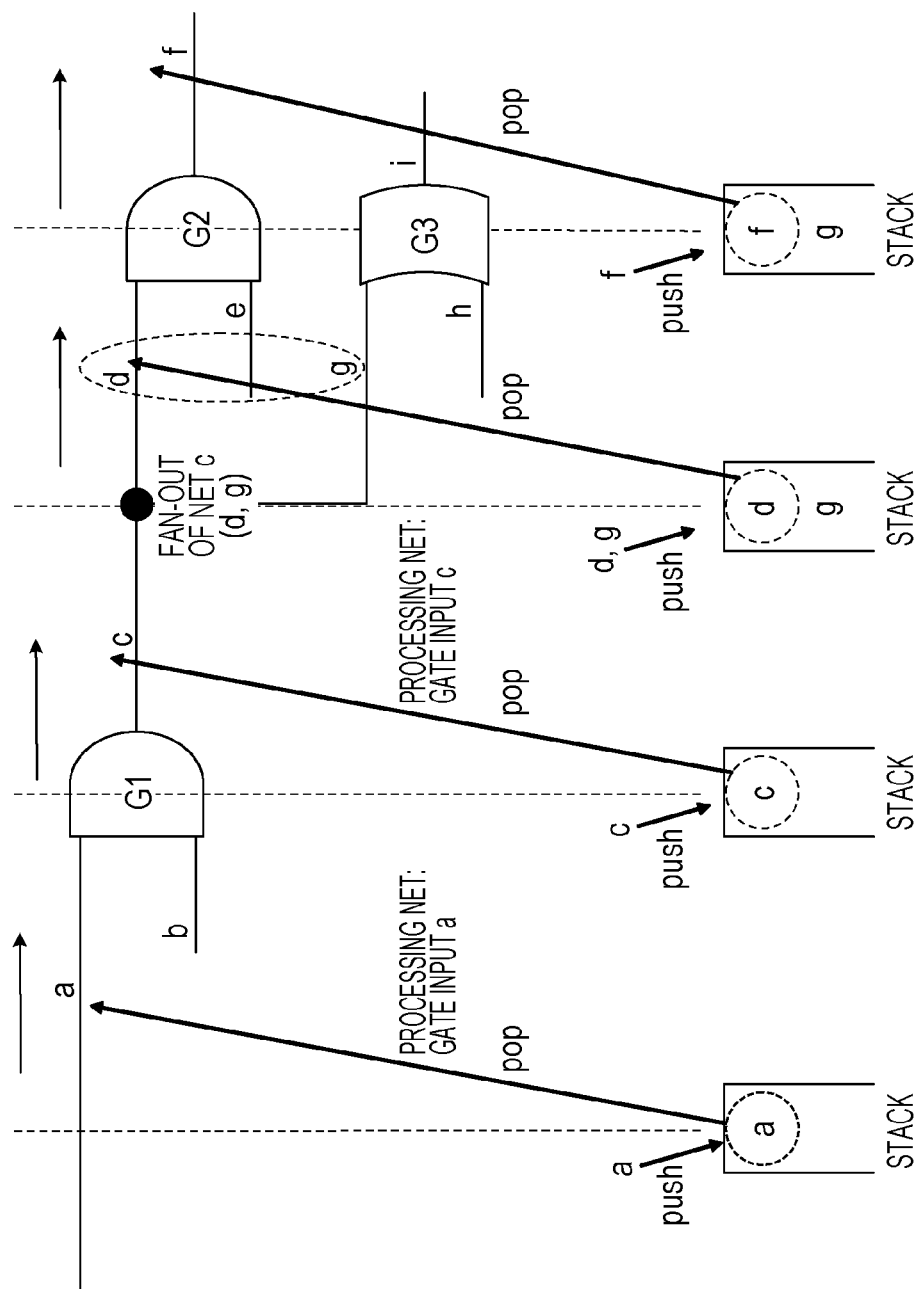 a
b
G1
c
FAN-OUT
OF NET c
(d, g)
d
e
g
G2
f
h
G3
i
PROCESSING NET:
GATE INPUT a
PROCESSING NET:
GATE INPUT c
pop
pop
pop
pop
a
push
c
push
d, g
push
f
push
a
c
d
g
f
g
STACK
STACK
STACK
STACK